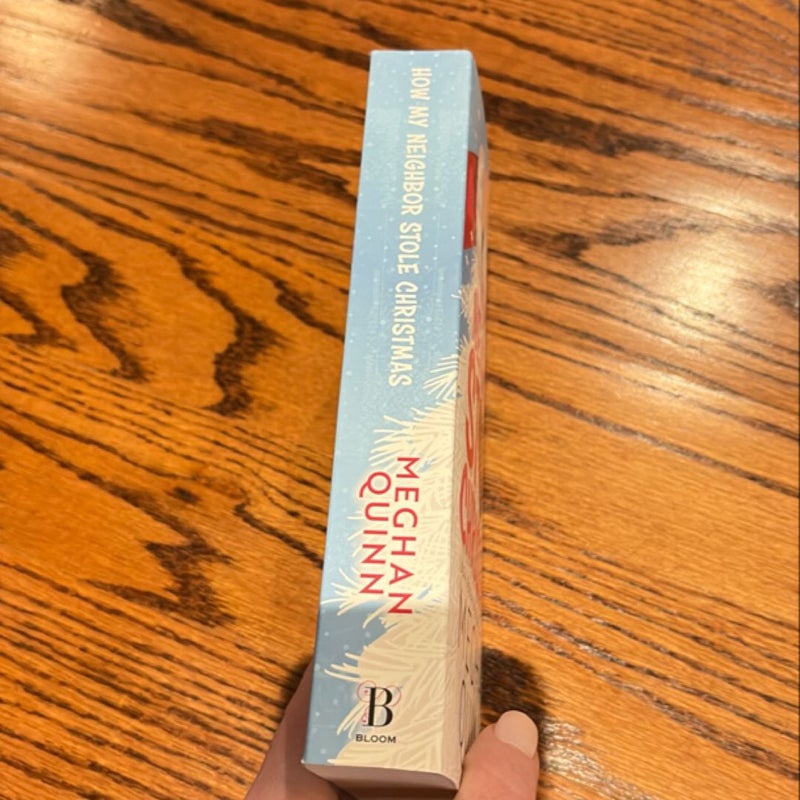 HOW MY NEIGHBOR STOLE CHRISTMAS
MEGHAN
QUINN
B
BLOOM